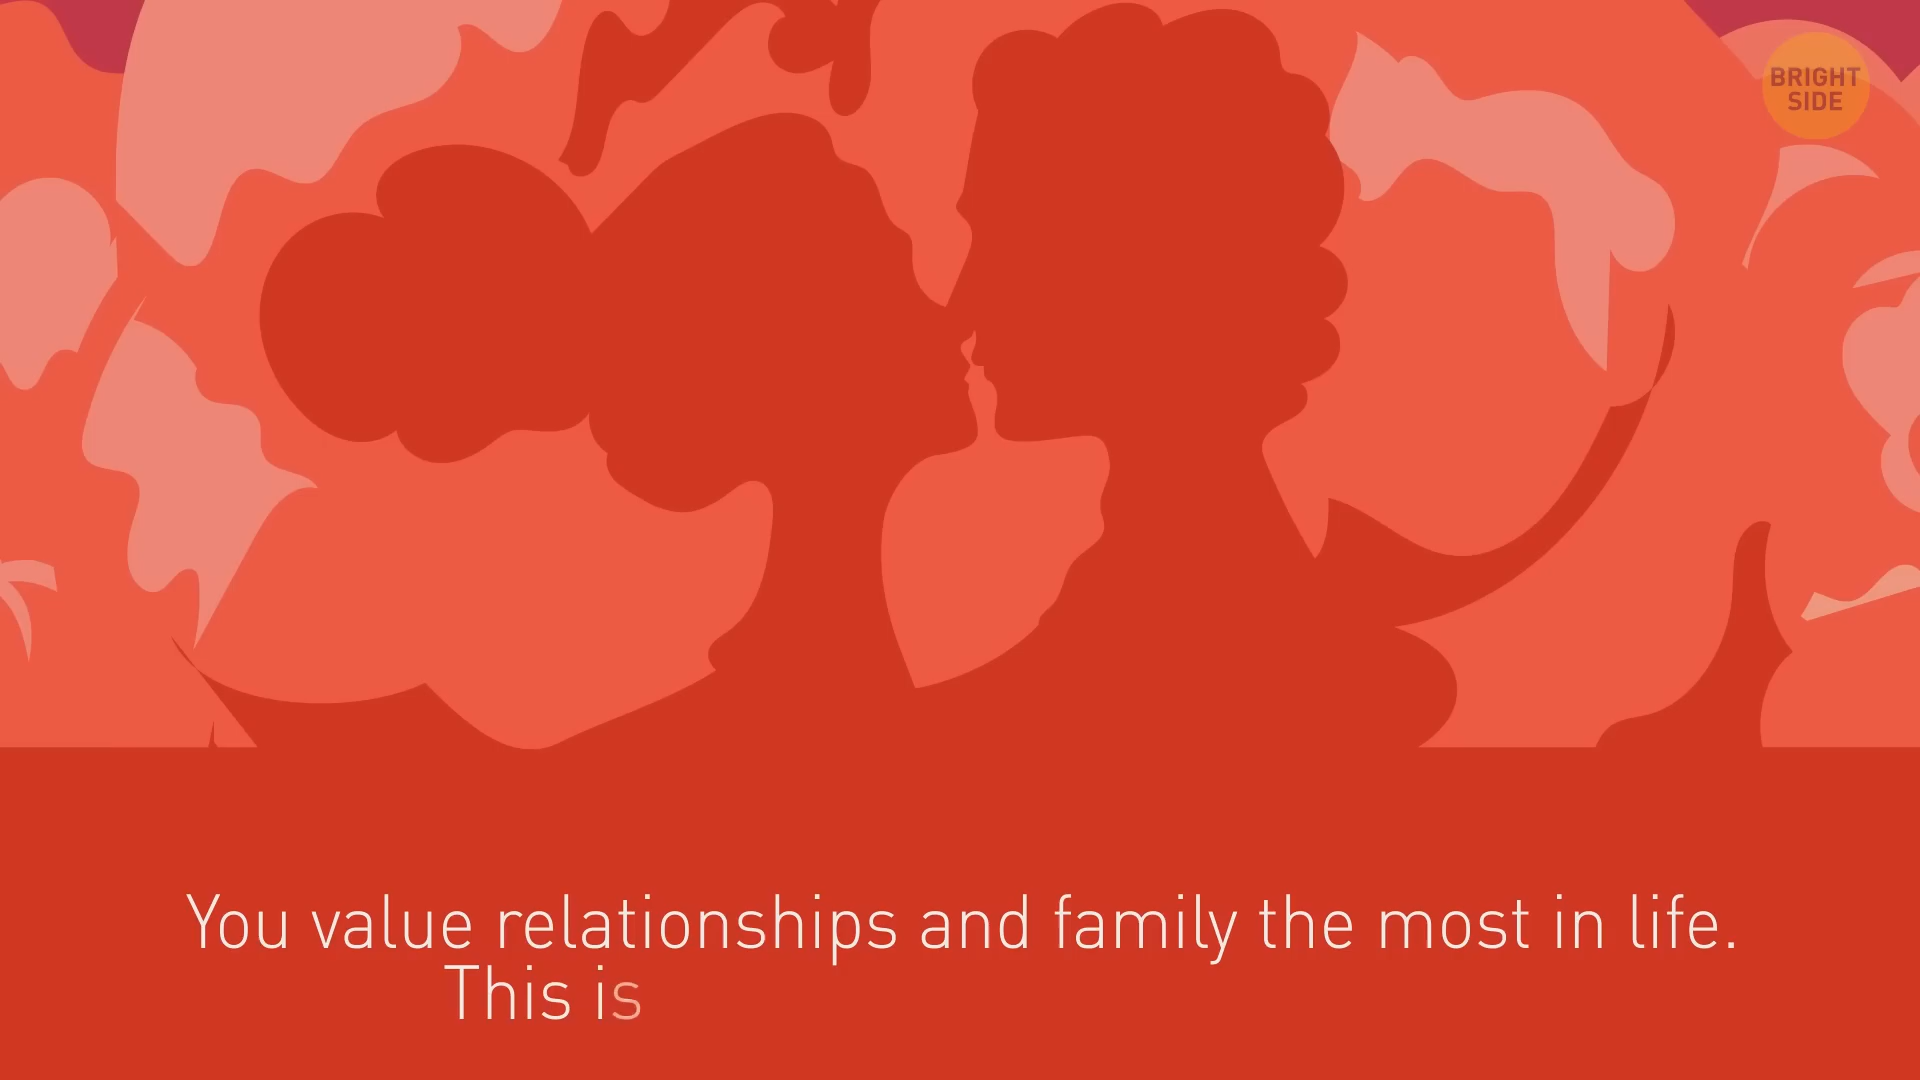 BRIGHT
SIDE
You value relationships and family the most in life.
This is